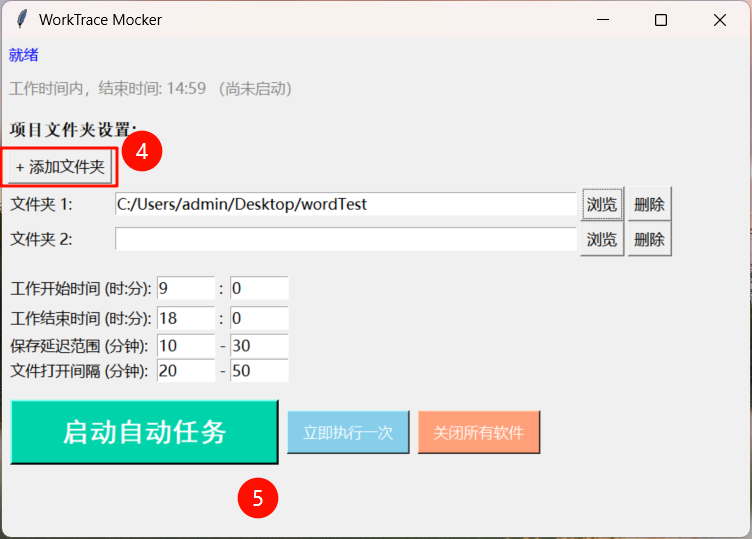 WorkTrace Mocker
就绪
工作时间内，结束时间: 14:59 （尚未启动）
项目文件夹设置:
4
+ 添加文件夹
文件夹 1: C:/Users/admin/Desktop/wordTest 浏览 删除
文件夹 2: 浏览 删除
工作开始时间 (时:分): 9 : 0
工作结束时间 (时:分): 18 : 0
保存延迟范围 (分钟): 10 - 30
文件打开间隔 (分钟): 20 - 50
启动自动任务 立即执行一次 关闭所有软件
5